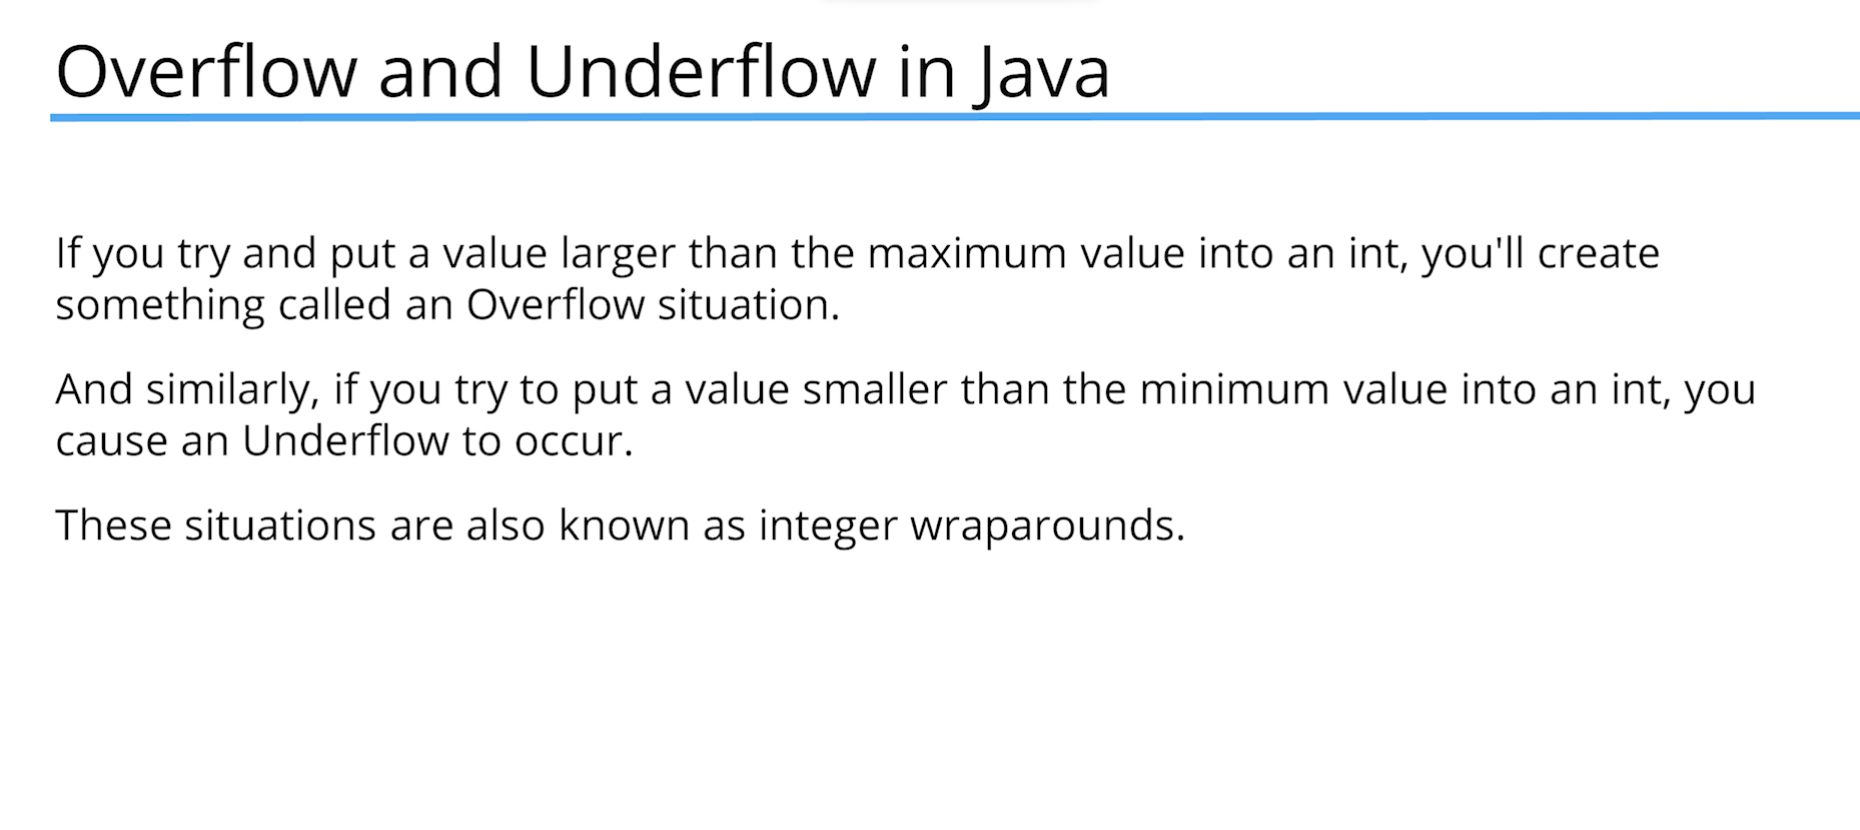 Overflow and Underflow in Java
If you try and put a value larger than the maximum value into an int, you'll create
something called an Overflow situation.
And similarly, if you try to put a value smaller than the minimum value into an int, you
cause an Underflow to occur.
These situations are also known as integer wraparounds.